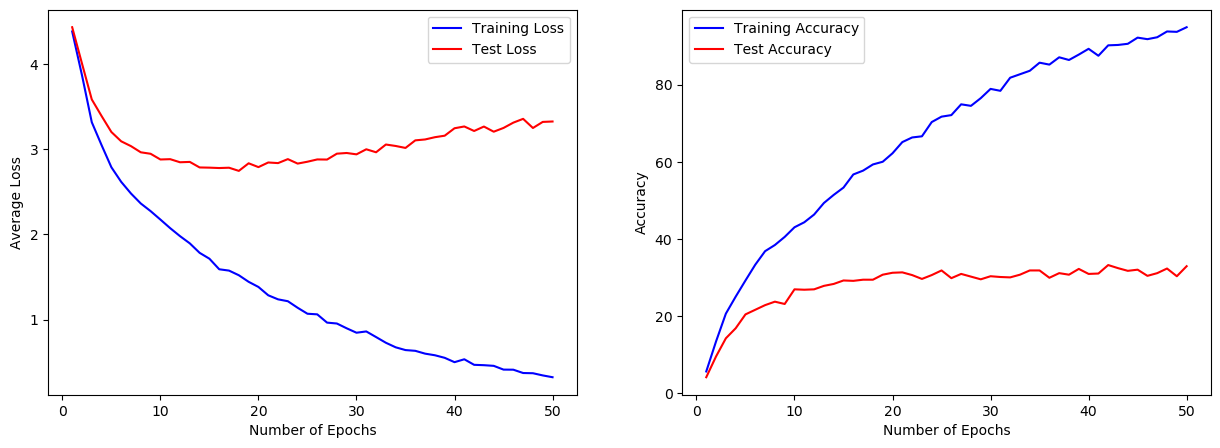 Training Loss
Test Loss
4
3
2
1
Average Loss
0 10 20 30 40 50
Number of Epochs
Training Accuracy
Test Accuracy
80
60
40
20
0
Accuracy
0 10 20 30 40 50
Number of Epochs